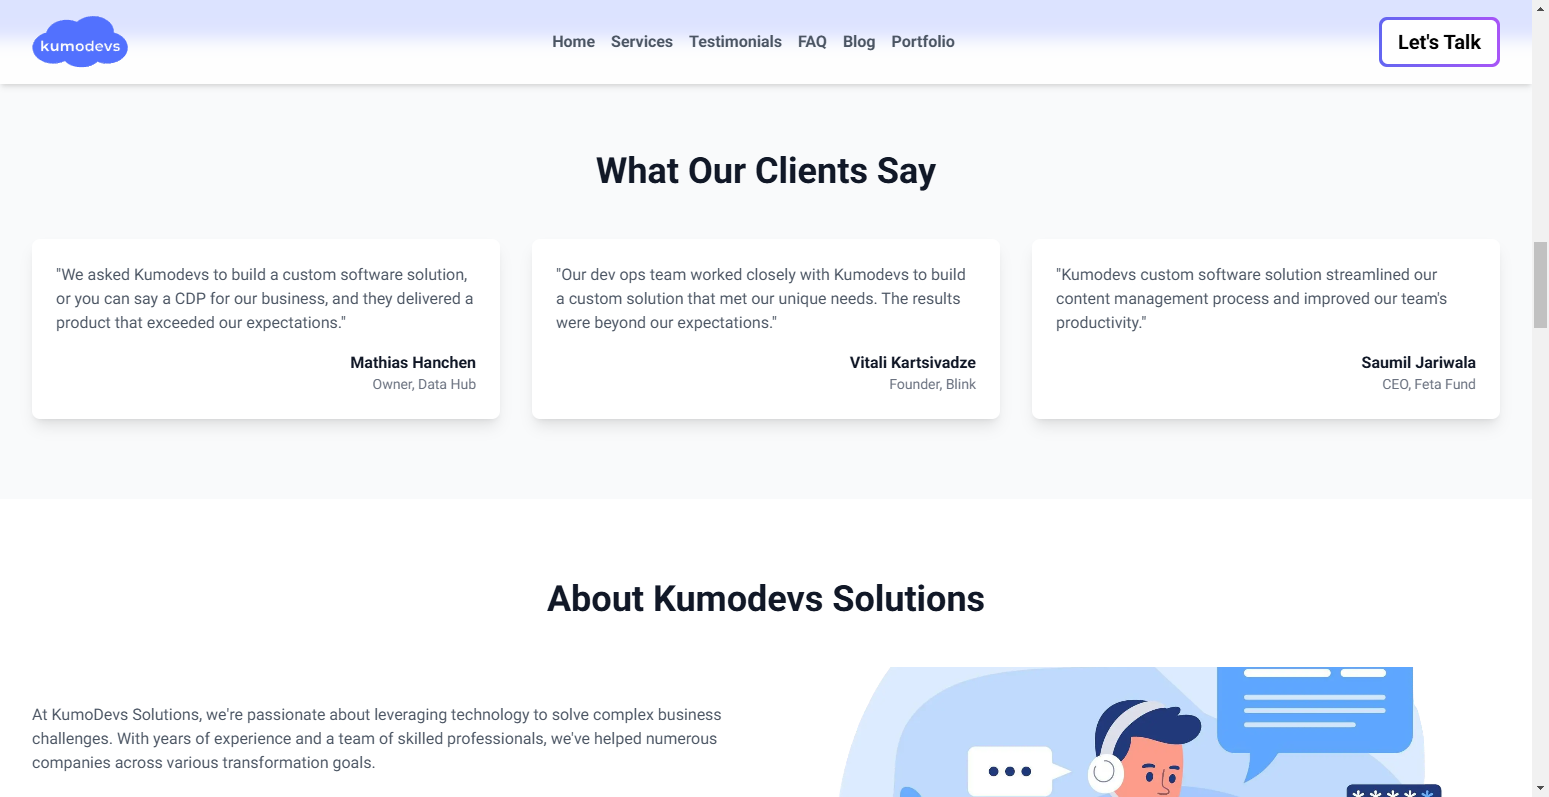 kumodevs
Home Services Testimonials FAQ Blog Portfolio
Let's Talk
What Our Clients Say
"We asked Kumodevs to build a custom software solution,
or you can say a CDP for our business, and they delivered a
product that exceeded our expectations."
Mathias Hanchen
Owner, Data Hub
"Our dev ops team worked closely with Kumodevs to build
a custom solution that met our unique needs. The results
were beyond our expectations."
Vitali Kartsivadze
Founder, Blink
"Kumodevs custom software solution streamlined our
content management process and improved our team's
productivity."
Saumil Jariwala
CEO, Feta Fund
About Kumodevs Solutions
At KumoDevs Solutions, we're passionate about leveraging technology to solve complex business
challenges. With years of experience and a team of skilled professionals, we've helped numerous
companies across various transformation goals.